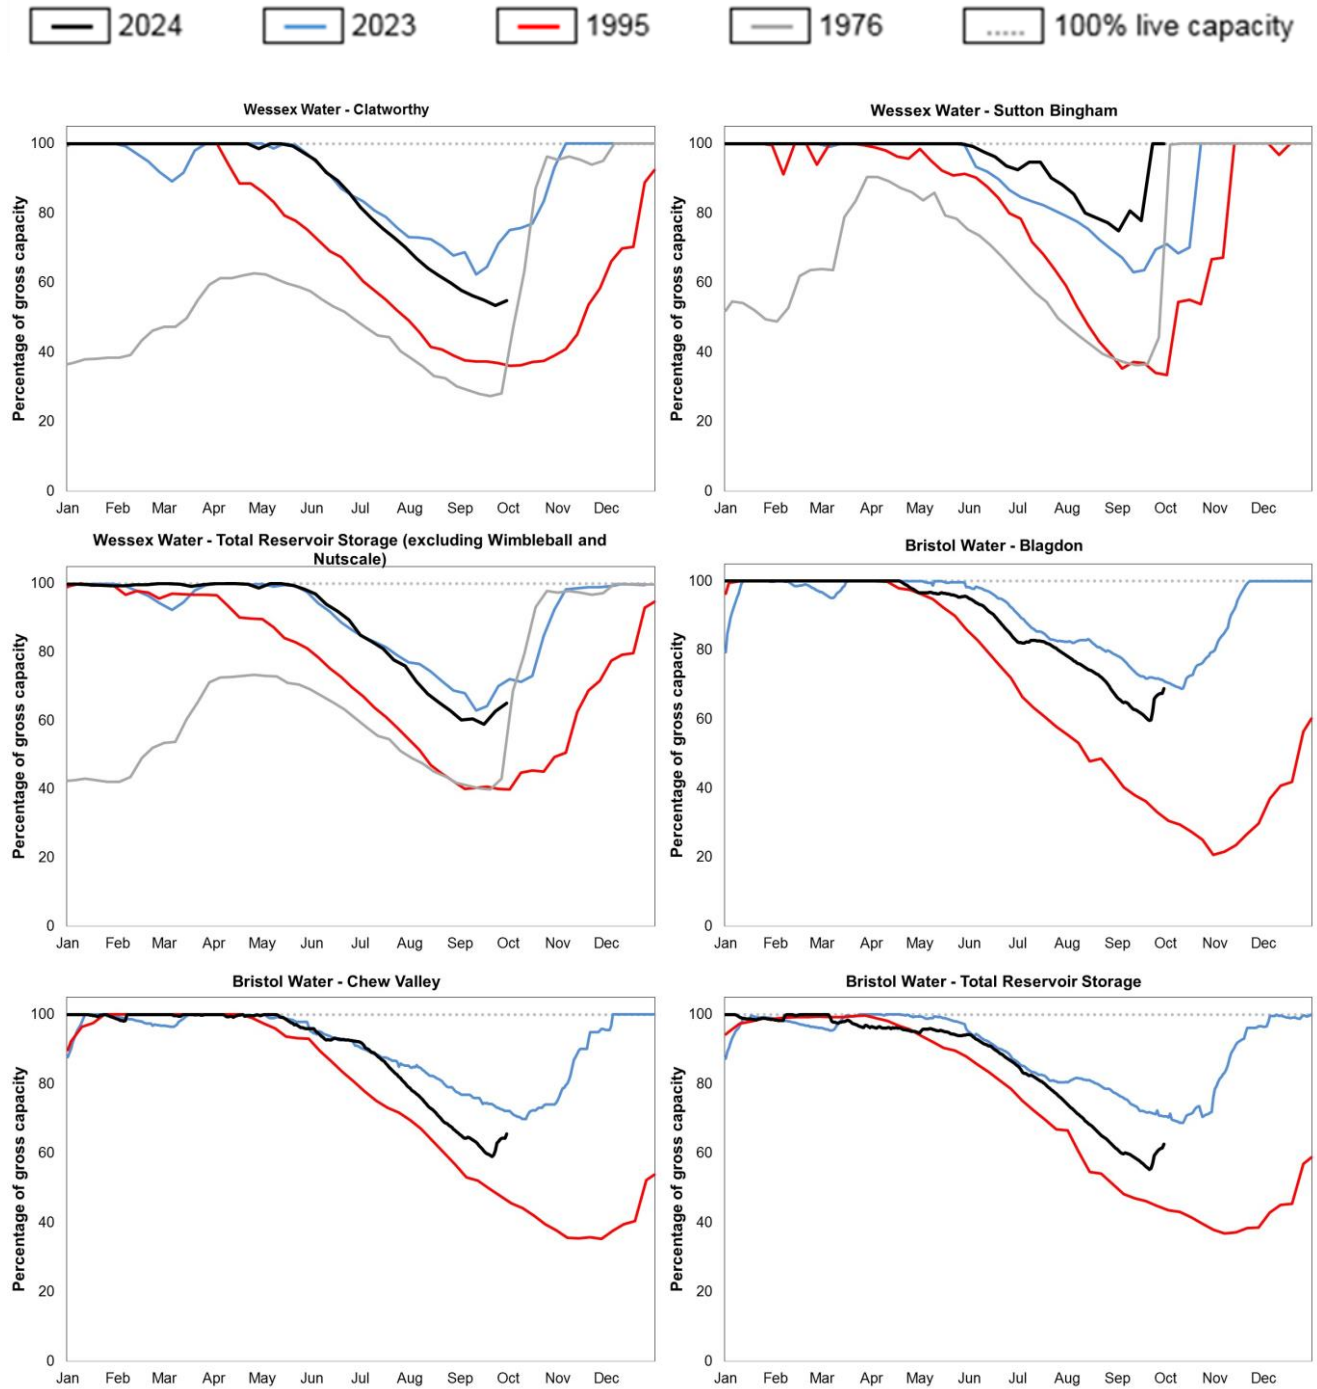 2024 2023 1995 1976 100% live capacity
Wessex Water - Clatworthy
Percentage of gross capacity
100
80
60
40
20
0
Jan Feb Mar Apr May Jun Jul Aug Sep Oct Nov Dec
Wessex Water - Sutton Bingham
Percentage of gross capacity
100
80
60
40
20
0
Jan Feb Mar Apr May Jun Jul Aug Sep Oct Nov Dec
Wessex Water - Total Reservoir Storage (excluding Wimbleball and
Nutscale)
Percentage of gross capacity
100
80
60
40
20
0
Jan Feb Mar Apr May Jun Jul Aug Sep Oct Nov Dec
Bristol Water - Blagdon
Percentage of gross capacity
100
80
60
40
20
0
Jan Feb Mar Apr May Jun Jul Aug Sep Oct Nov Dec
Bristol Water - Chew Valley
Percentage of gross capacity
100
80
60
40
20
0
Jan Feb Mar Apr May Jun Jul Aug Sep Oct Nov Dec
Bristol Water - Total Reservoir Storage
Percentage of gross capacity
100
80
60
40
20
0
Jan Feb Mar Apr May Jun Jul Aug Sep Oct Nov Dec